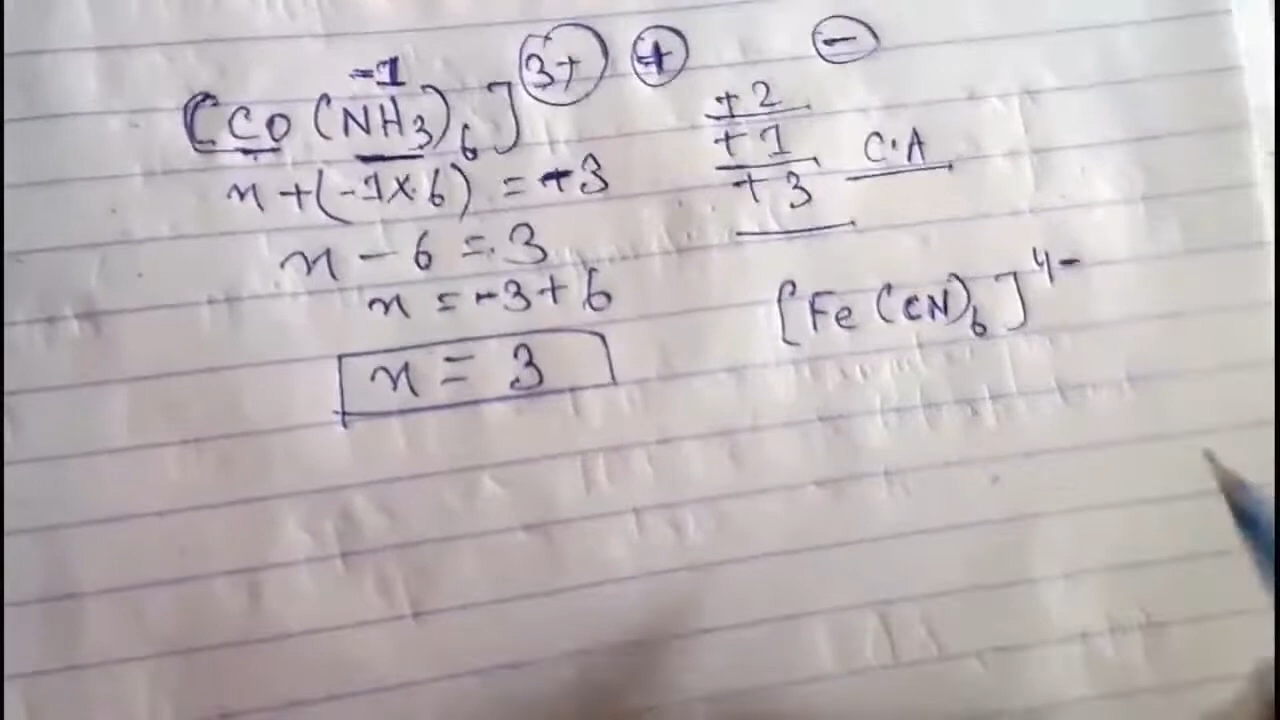 -1
[CO (NH3)6]3+ + -
x + (-1×6) = +3
x - 6 = 3
x = -3 + 6
x = 3
+2
+1 C.A
+3
[Fe (CN)6]4-